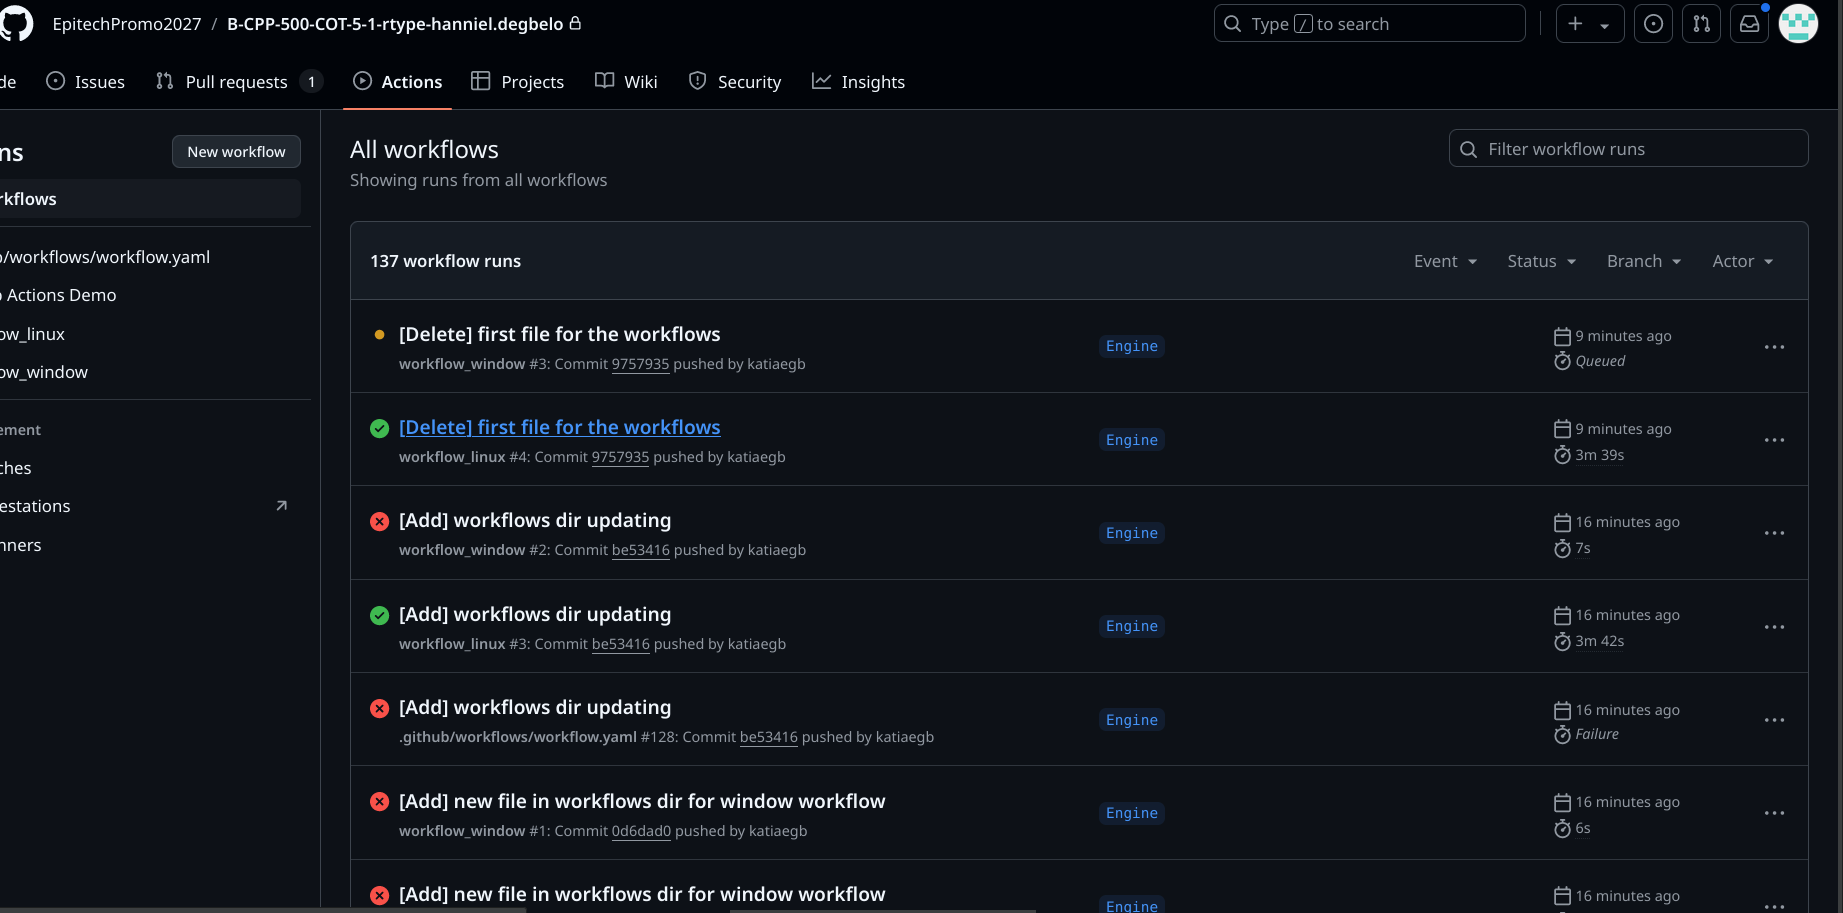 EpitechPromo2027 / B-CPP-500-COT-5-1-rtype-hanniel.degbelo
Type / to search
de
Issues
Pull requests 1
Actions
Projects
Wiki
Security
Insights
ns
New workflow
rkflows
/workflows/workflow.yaml
Actions Demo
ow_linux
ow_window
ement
ches
estations
nners
All workflows
Showing runs from all workflows
Filter workflow runs
137 workflow runs
Event
Status
Branch
Actor
[Delete] first file for the workflows
workflow_window #3: Commit 9757935 pushed by katiaegb
Engine
9 minutes ago
Queued
[Delete] first file for the workflows
workflow_linux #4: Commit 9757935 pushed by katiaegb
Engine
9 minutes ago
3m 39s
[Add] workflows dir updating
workflow_window #2: Commit be53416 pushed by katiaegb
Engine
16 minutes ago
7s
[Add] workflows dir updating
workflow_linux #3: Commit be53416 pushed by katiaegb
Engine
16 minutes ago
3m 42s
[Add] workflows dir updating
.github/workflows/workflow.yaml #128: Commit be53416 pushed by katiaegb
Engine
16 minutes ago
Failure
[Add] new file in workflows dir for window workflow
workflow_window #1: Commit 0d6dad0 pushed by katiaegb
Engine
16 minutes ago
6s
[Add] new file in workflows dir for window workflow
Engine
16 minutes ago